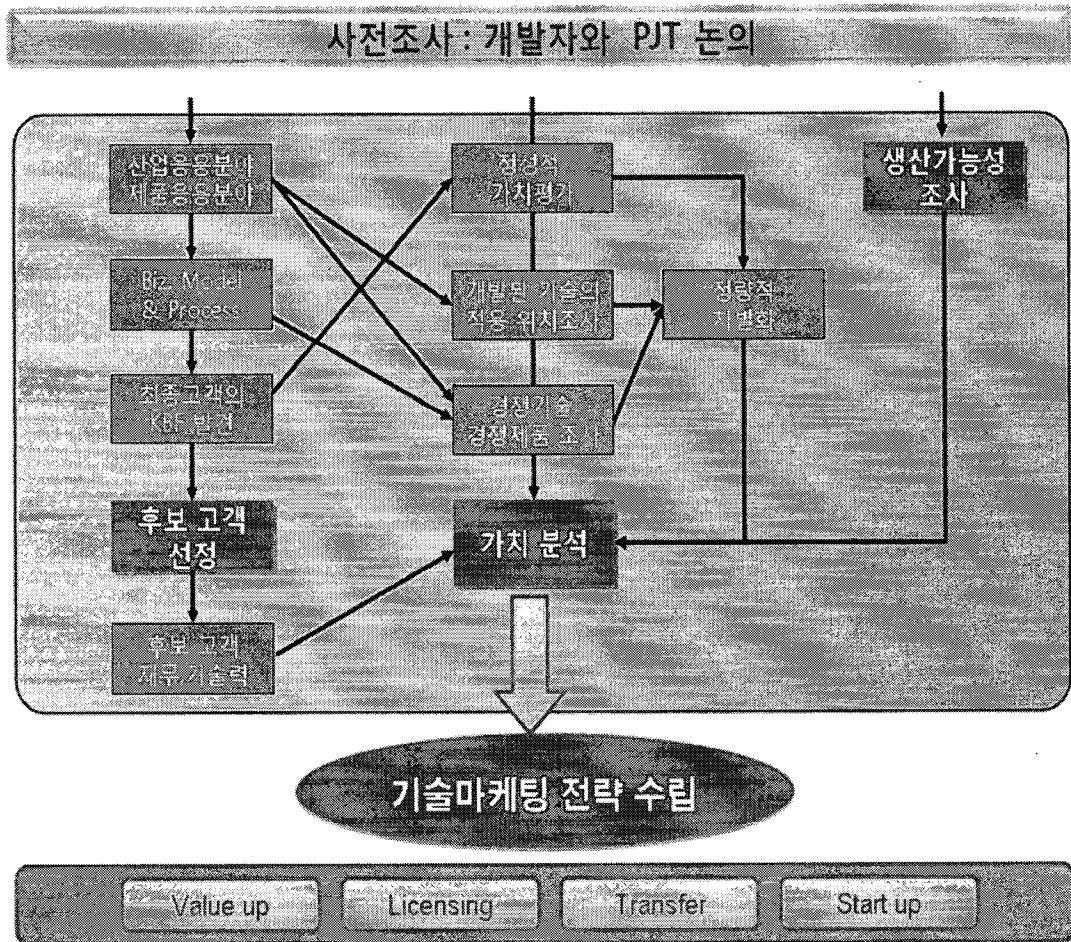 사전조사 : 개발자와 PJT 논의
산업응용분야
제품응용분야
정성적
가치평가
생산가능성
조사
Biz. Model
& Process
개발된 기술의
적용 위치조사
정량적
차별화
최종고객의
KBF 발견
경쟁기술
경쟁제품 조사
후보 고객
선정
가치 분석
후보 고객
재무,기술력
기술마케팅 전략 수립
Value up
Licensing
Transfer
Start up